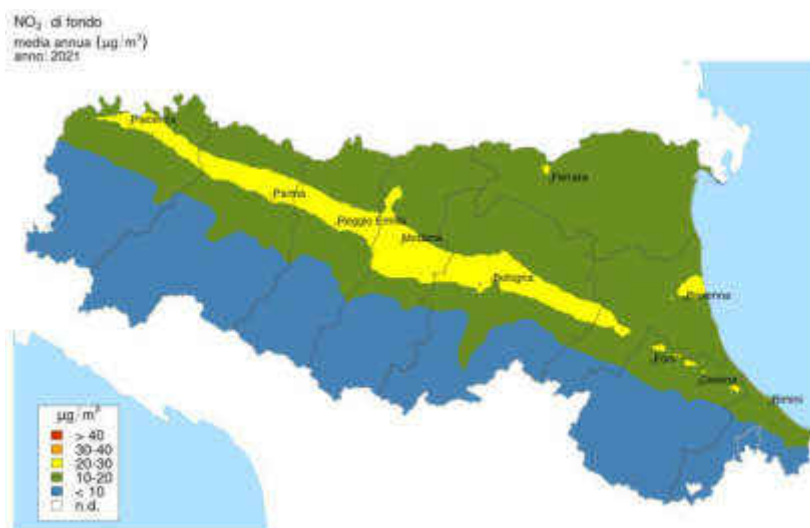 NO₂ di fondo
media annua (µg/m³)
anno: 2021
Piacenza
Ferrara
Parma
Reggio Emilia
Modena
Bologna
Ravenna
Forlì
Cesena
Rimini
µg/m³
> 40
30-40
20-30
10-20
< 10
n.d.